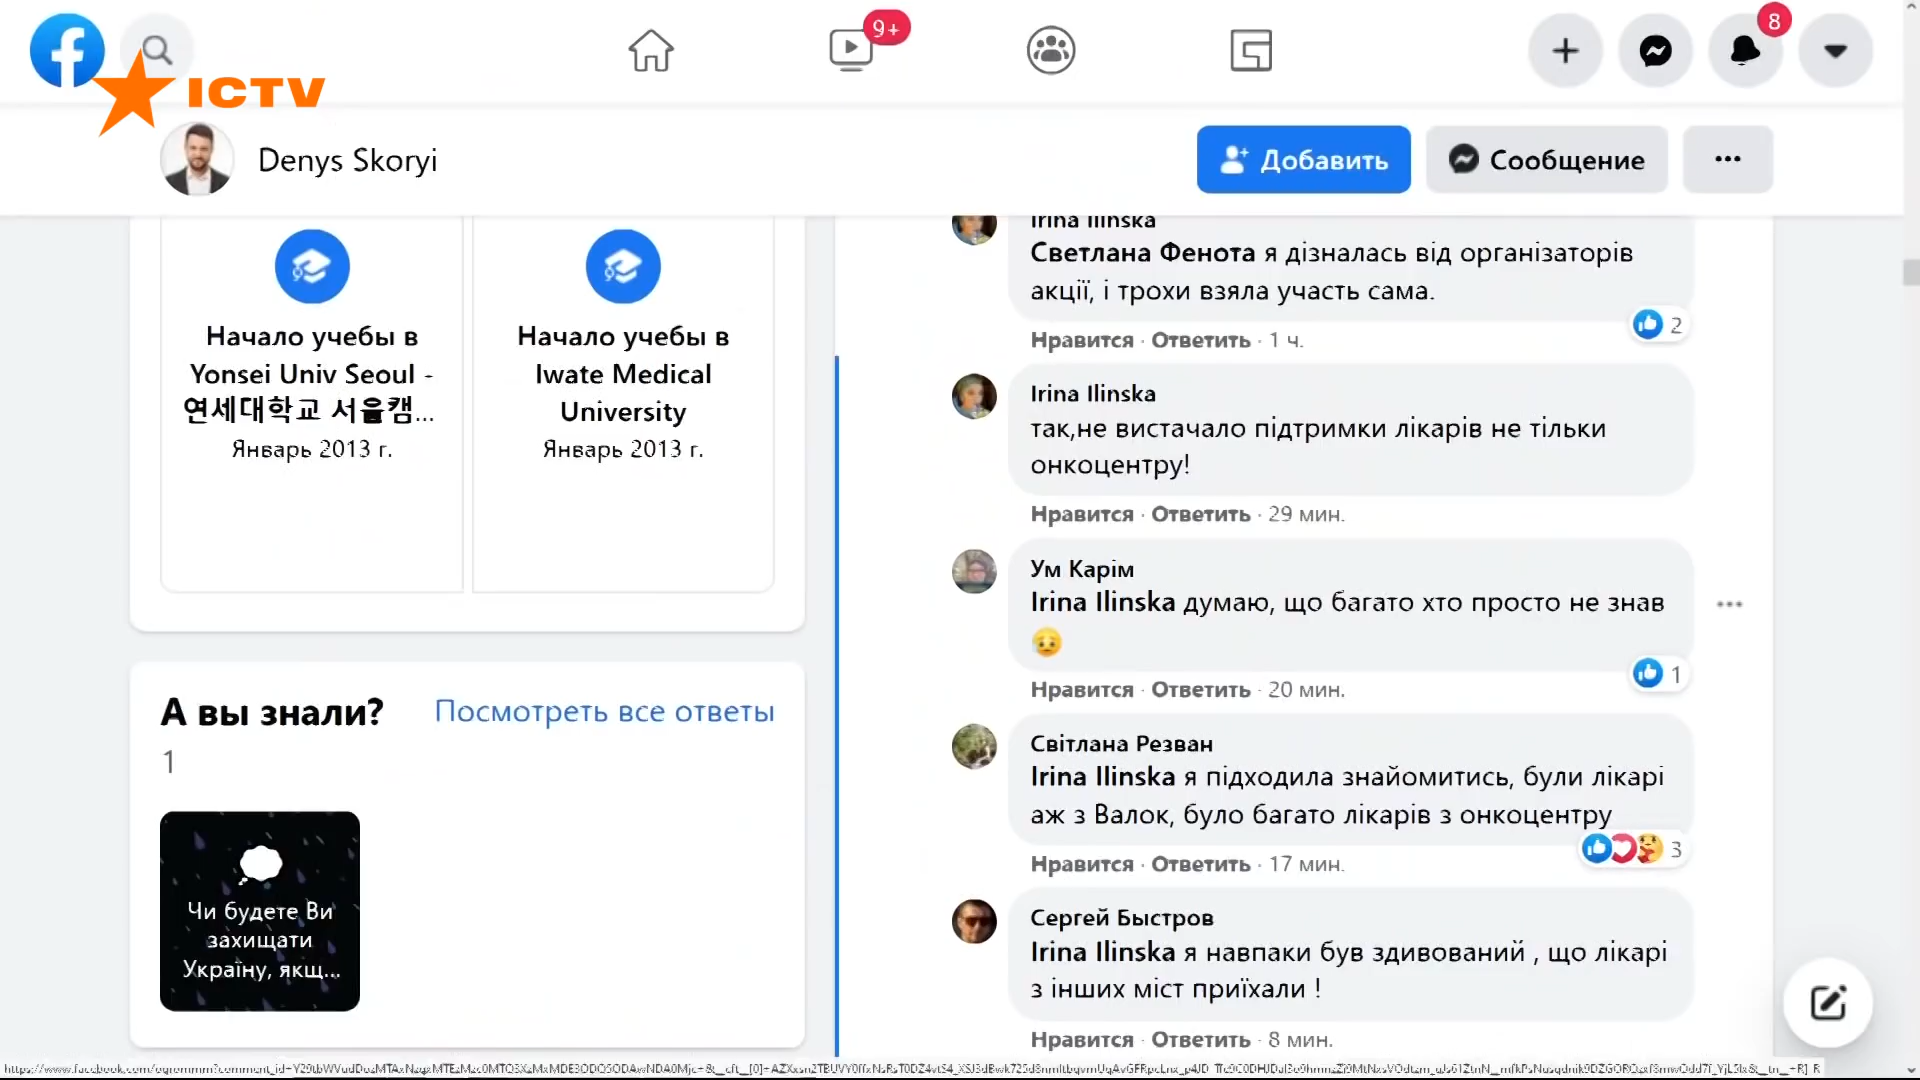 9+
8
ICTV
Denys Skoryi
Добавить
Сообщение
Начало учебы в
Yonsei Univ Seoul -
연세대학교 서울캠...
Январь 2013 г.
Начало учебы в
Iwate Medical
University
Январь 2013 г.
А вы знали?
Посмотреть все ответы
1
Чи будете Ви
захищати
Україну, якщ...
Irina Ilinska
Светлана Фенота я дізналась від організаторів
акції, і трохи взяла участь сама.
2
Нравится · Ответить · 1 ч.
Irina Ilinska
так,не вистачало підтримки лікарів не тільки
онкоцентру!
Нравится · Ответить · 29 мин.
Ум Карім
Irina Ilinska думаю, що багато хто просто не знав
1
Нравится · Ответить · 20 мин.
Світлана Резван
Irina Ilinska я підходила знайомитись, були лікарі
аж з Валок, було багато лікарів з онкоцентру
3
Нравится · Ответить · 17 мин.
Сергей Быстров
Irina Ilinska я навпаки був здивований , що лікарі
з інших міст приїхали !
Нравится · Ответить · 8 мин.